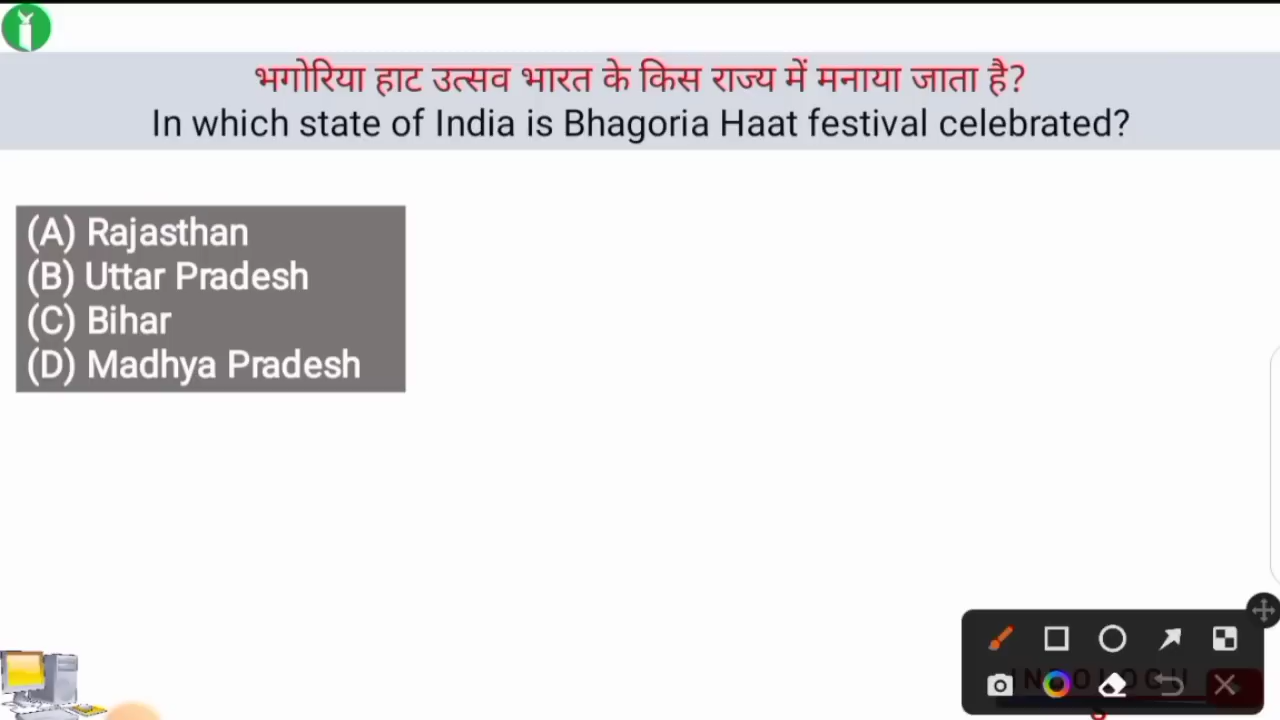 भगोरिया हाट उत्सव भारत के किस राज्य में मनाया जाता है?
In which state of India is Bhagoria Haat festival celebrated?
(A) Rajasthan
(B) Uttar Pradesh
(C) Bihar
(D) Madhya Pradesh